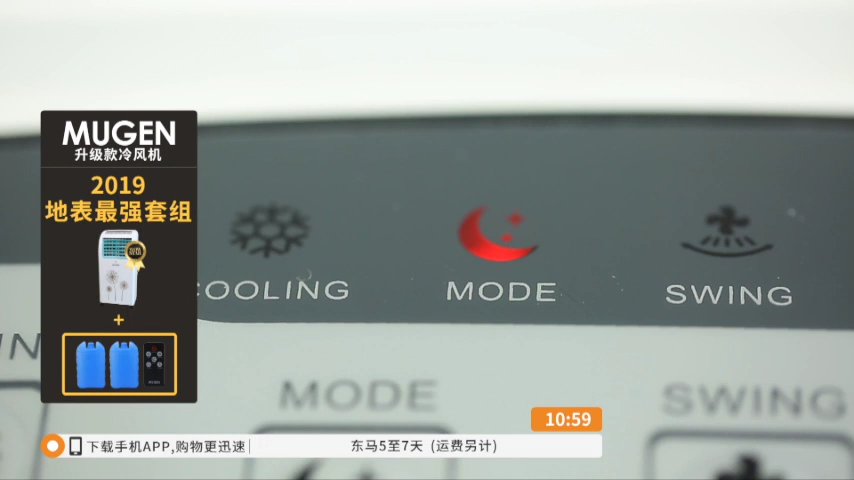 MUGEN
升级款冷风机
2019
地表最强套组
+
COOLING
MODE
SWING
MODE
SWING
10:59
下载手机APP,购物更迅速
东马5至7天 (运费另计)